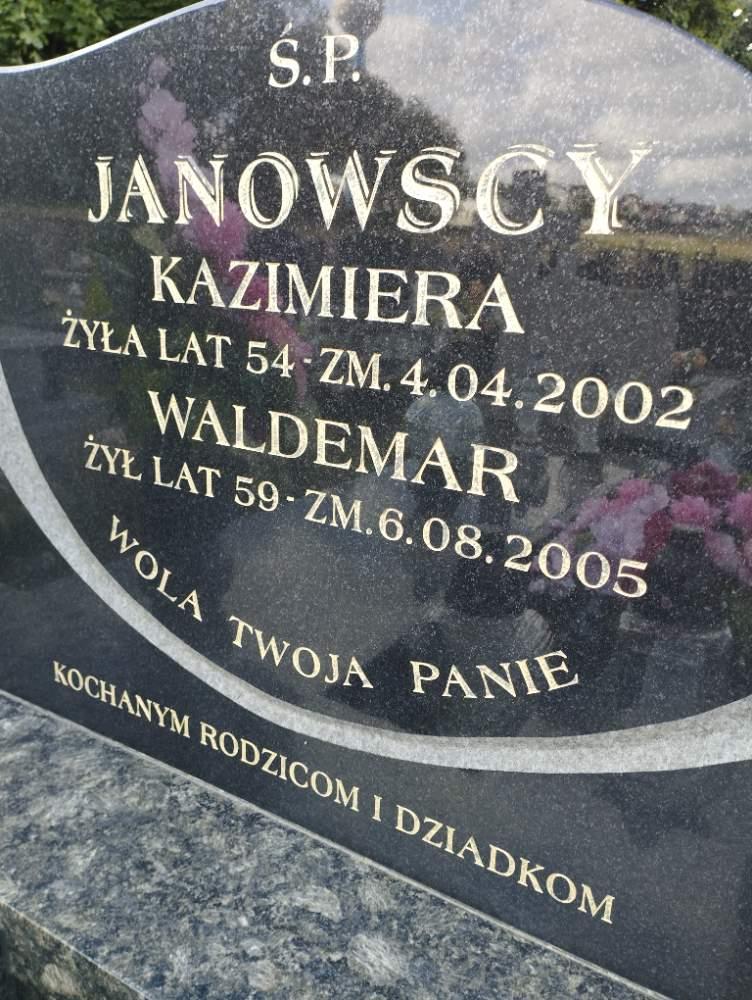 Ś.P.
JANOWSCY
KAZIMIERA
ŻYŁA LAT 54 - ZM. 4.04.2002
WALDEMAR
ŻYŁ LAT 59 - ZM. 6.08.2005
WOLA TWOJA PANIE
KOCHANYM RODZICOM I DZIADKOM